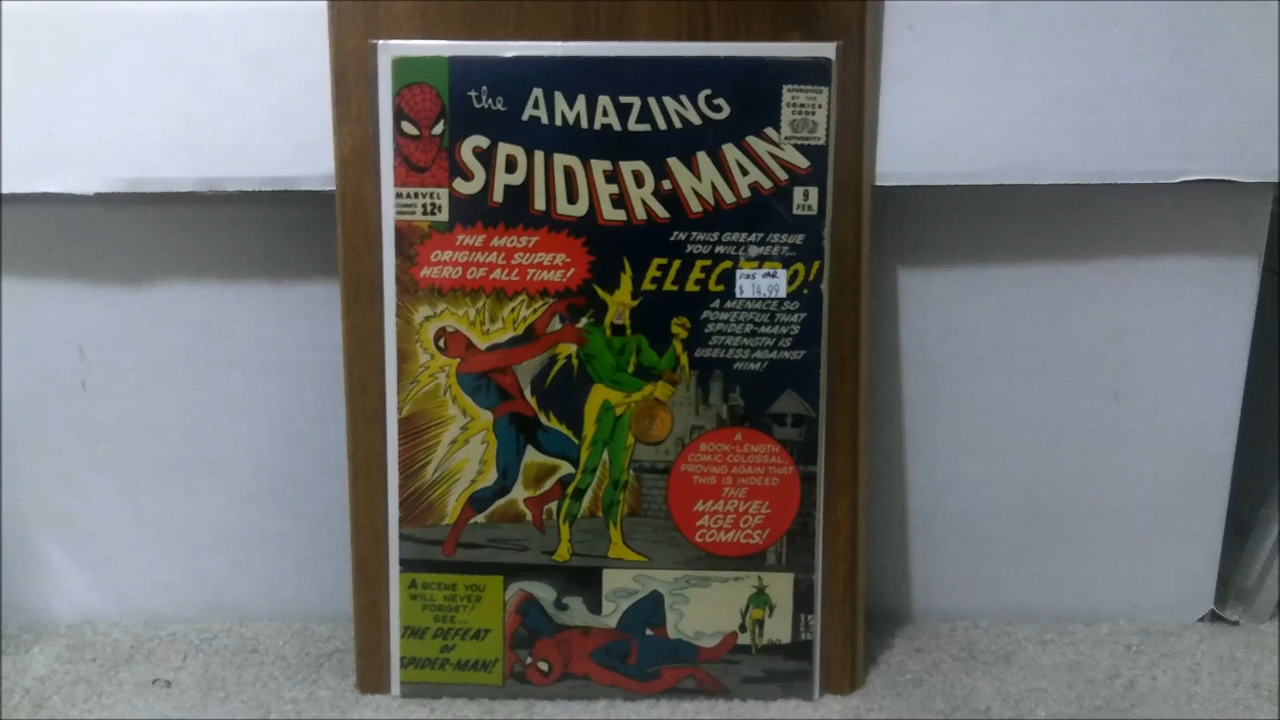 the AMAZING
SPIDER-MAN
APPROVED
BY THE
COMICS
CODE
AUTHORITY
MARVEL
COMICS
GROUP 12¢
9
FEB.
THE MOST
ORIGINAL SUPER-
HERO OF ALL TIME!
IN THIS GREAT ISSUE
YOU WILL MEET...
$ 14.99
A MENACE SO
POWERFUL THAT
SPIDER-MAN'S
STRENGTH IS
USELESS AGAINST
HIM!
A
BOOK-LENGTH
COMIC COLOSSAL,
PROVING AGAIN THAT
THIS IS INDEED
THE
MARVEL
AGE OF
COMICS!
A SCENE YOU
WILL NEVER
FORGET!
SEE...
THE DEFEAT
OF
SPIDER-MAN!